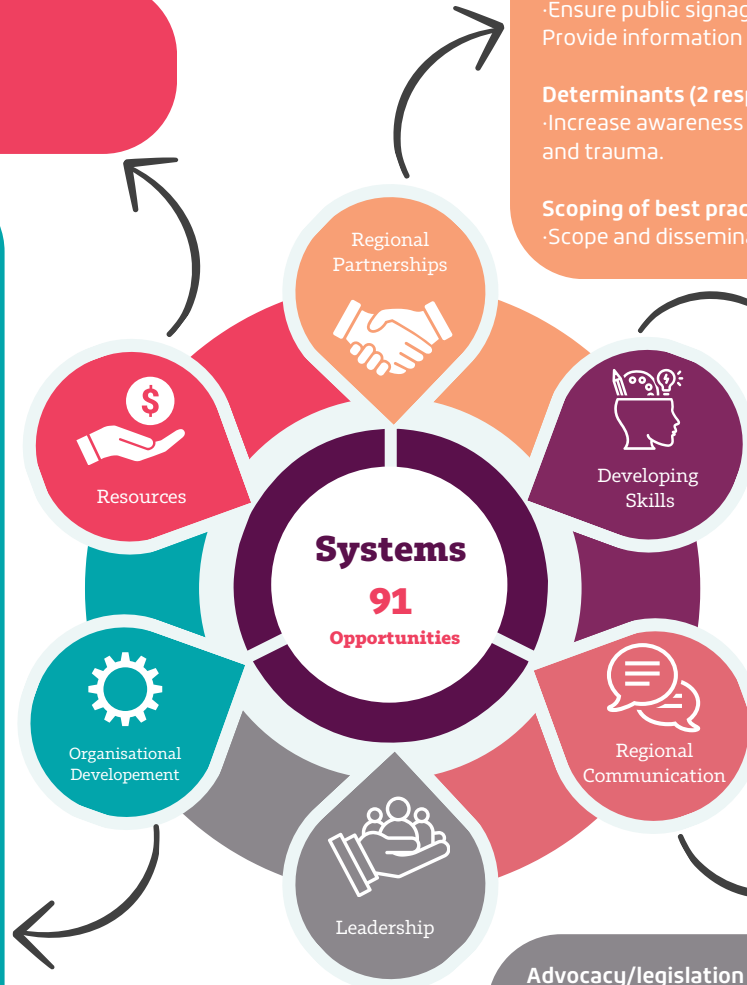 ·Ensure public signag
Provide information
Determinants (2 resp
·Increase awareness
and trauma.
Scoping of best prac
·Scope and dissemina
Regional
Partnerships
$
Resources
Developing
Skills
Systems
91
Opportunities
Organisational
Developement
Regional
Communication
Leadership
Advocacy/legislation